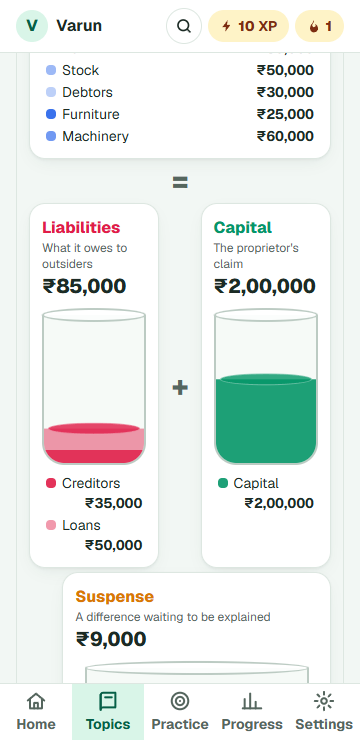 V Varun 10 XP 1
Stock ₹50,000
Debtors ₹30,000
Furniture ₹25,000
Machinery ₹60,000
=
Liabilities
What it owes to
outsiders
₹85,000
Creditors
₹35,000
Loans
₹50,000
+
Capital
The proprietor's
claim
₹2,00,000
Capital
₹2,00,000
Suspense
A difference waiting to be explained
₹9,000
Home Topics Practice Progress Settings